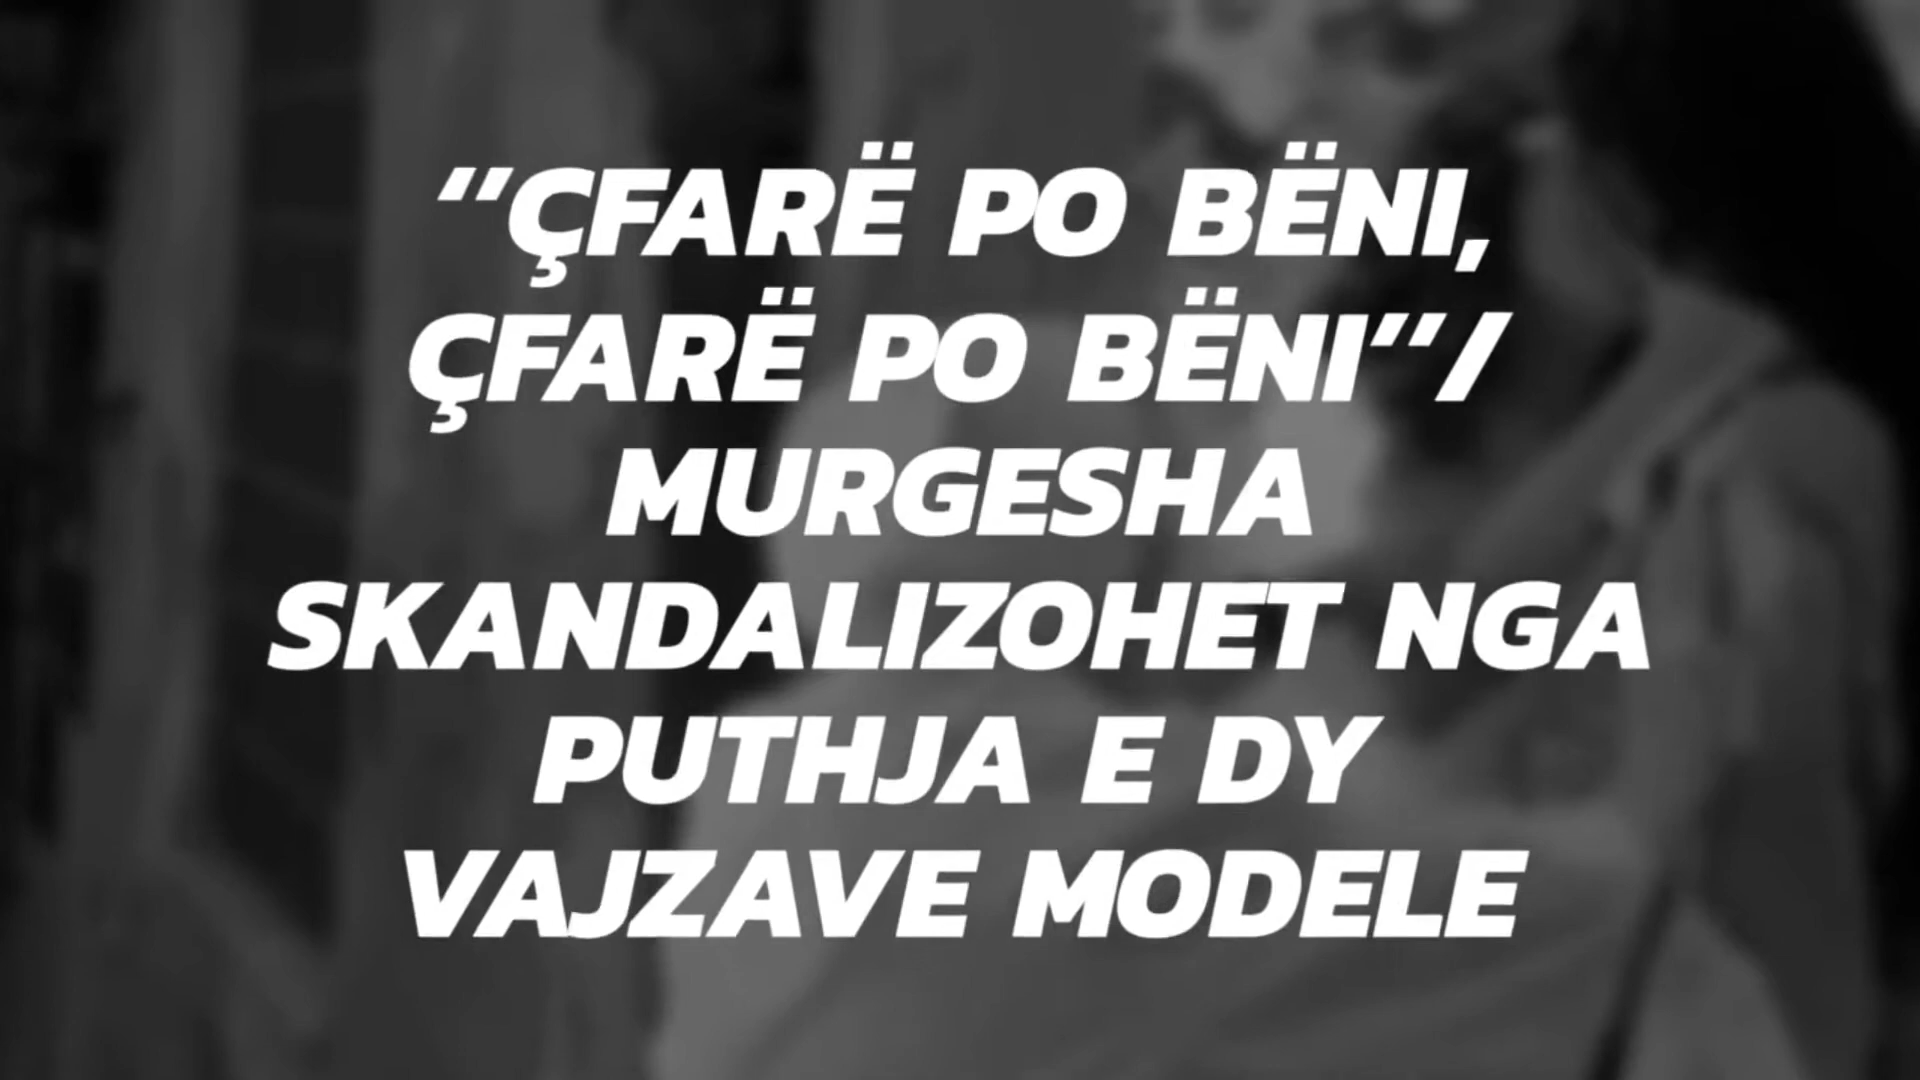 "ÇFARË PO BËNI,
ÇFARË PO BËNI"/
MURGESHA
SKANDALIZOHET NGA
PUTHJA E DY
VAJZAVE MODELE